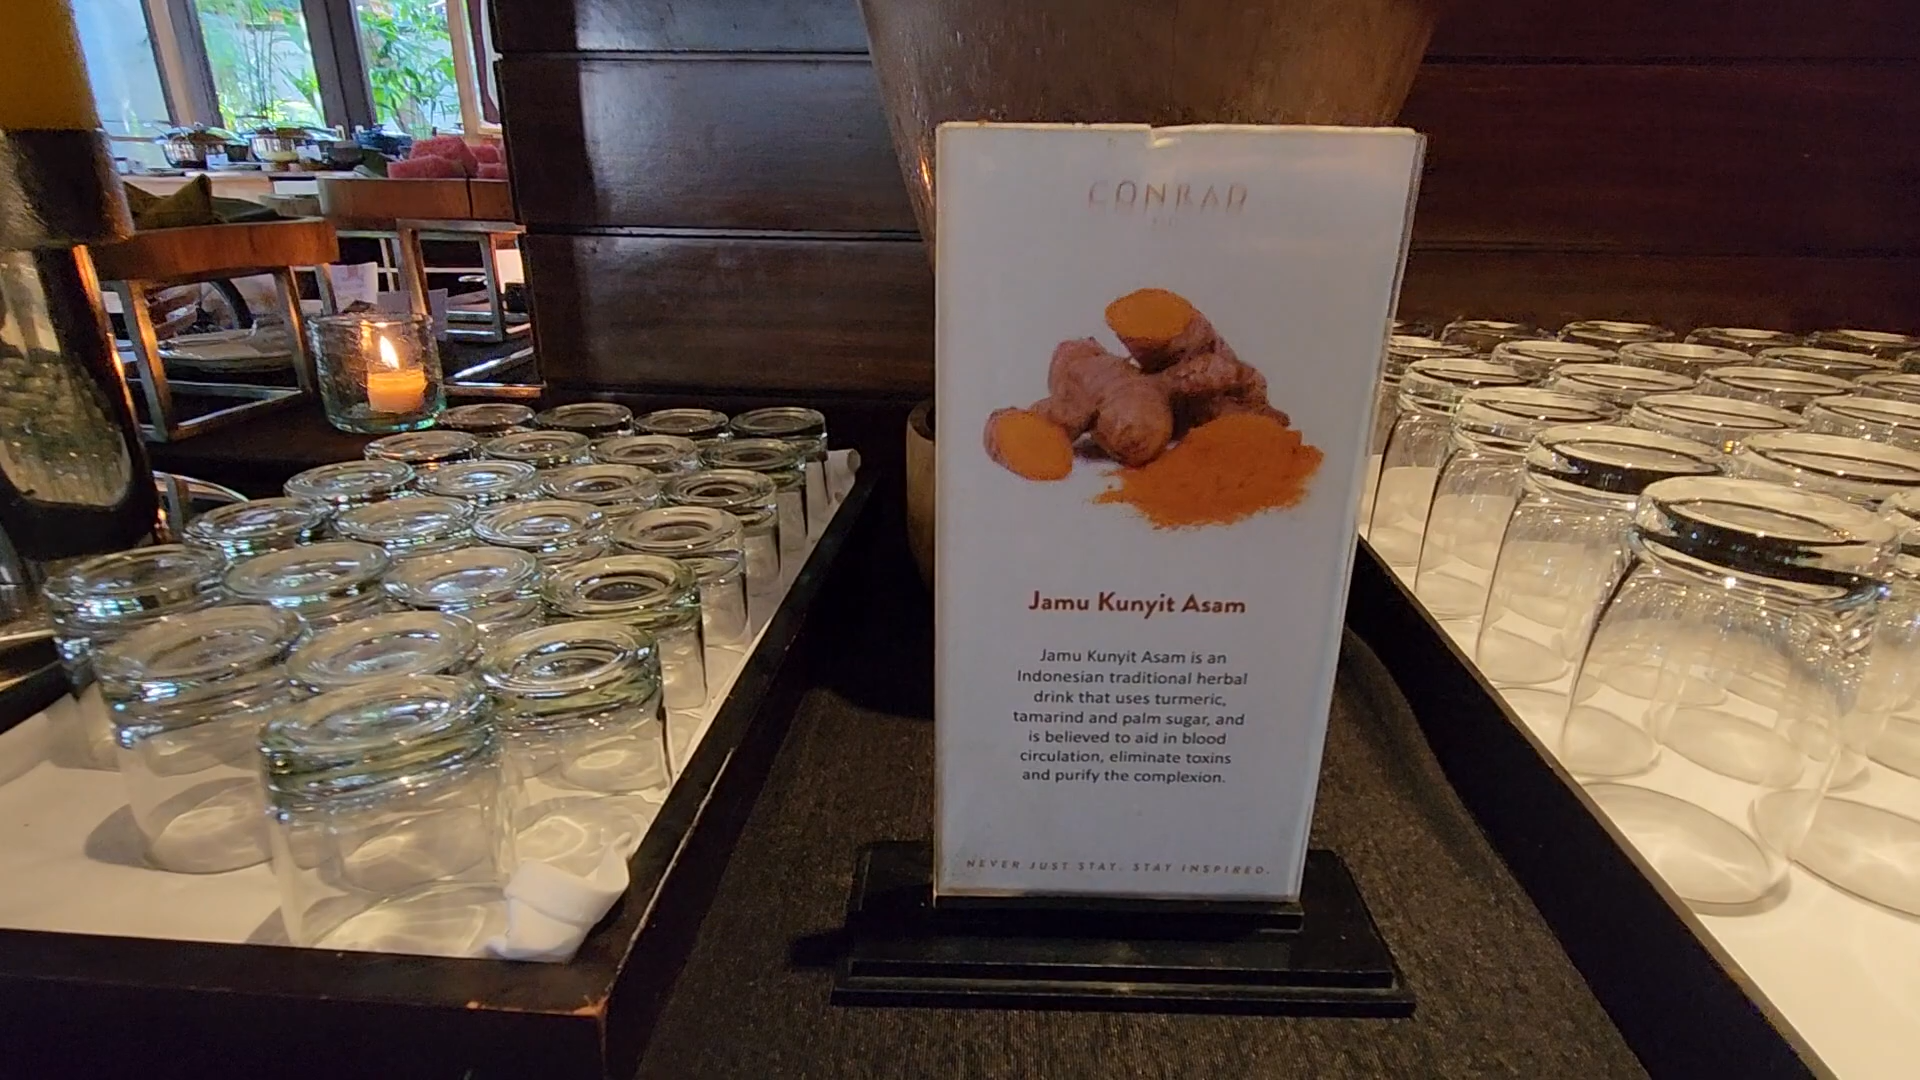 CONRAD
Jamu Kunyit Asam
Jamu Kunyit Asam is an
Indonesian traditional herbal
drink that uses turmeric,
tamarind and palm sugar, and
is believed to aid in blood
circulation, eliminate toxins
and purify the complexion.
NEVER JUST STAY. STAY INSPIRED.